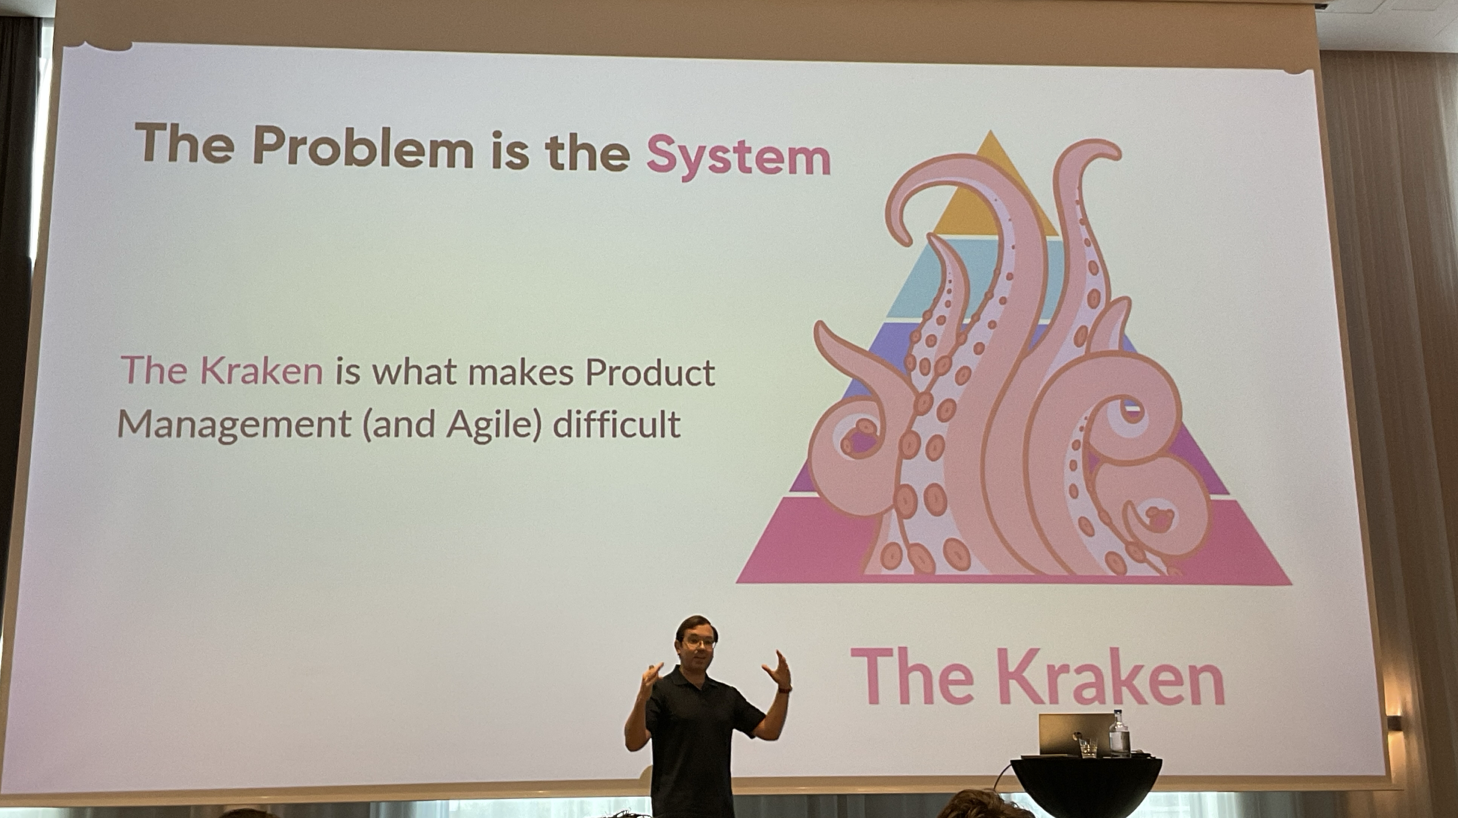 The Problem is the System
The Kraken is what makes Product
Management (and Agile) difficult
The Kraken